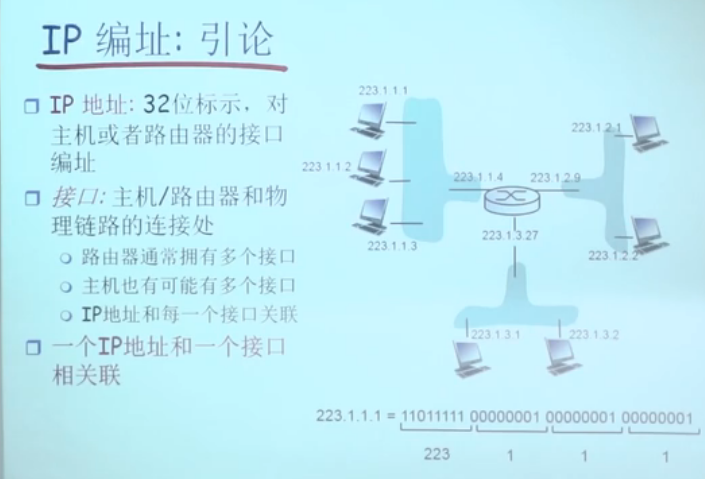 IP 编址: 引论
IP 地址: 32位标示, 对
主机或者路由器的接口
编址
接口: 主机/路由器和物
理链路的连接处
路由器通常拥有多个接口
主机也有可能有多个接口
IP地址和每一个接口关联
一个IP地址和一个接口
相关联
223.1.1.1
223.1.1.2
223.1.1.3
223.1.1.4
223.1.2.9
223.1.2.1
223.1.2.2
223.1.3.27
223.1.3.1
223.1.3.2
223.1.1.1 = 11011111 00000001 00000001 00000001
223 1 1 1